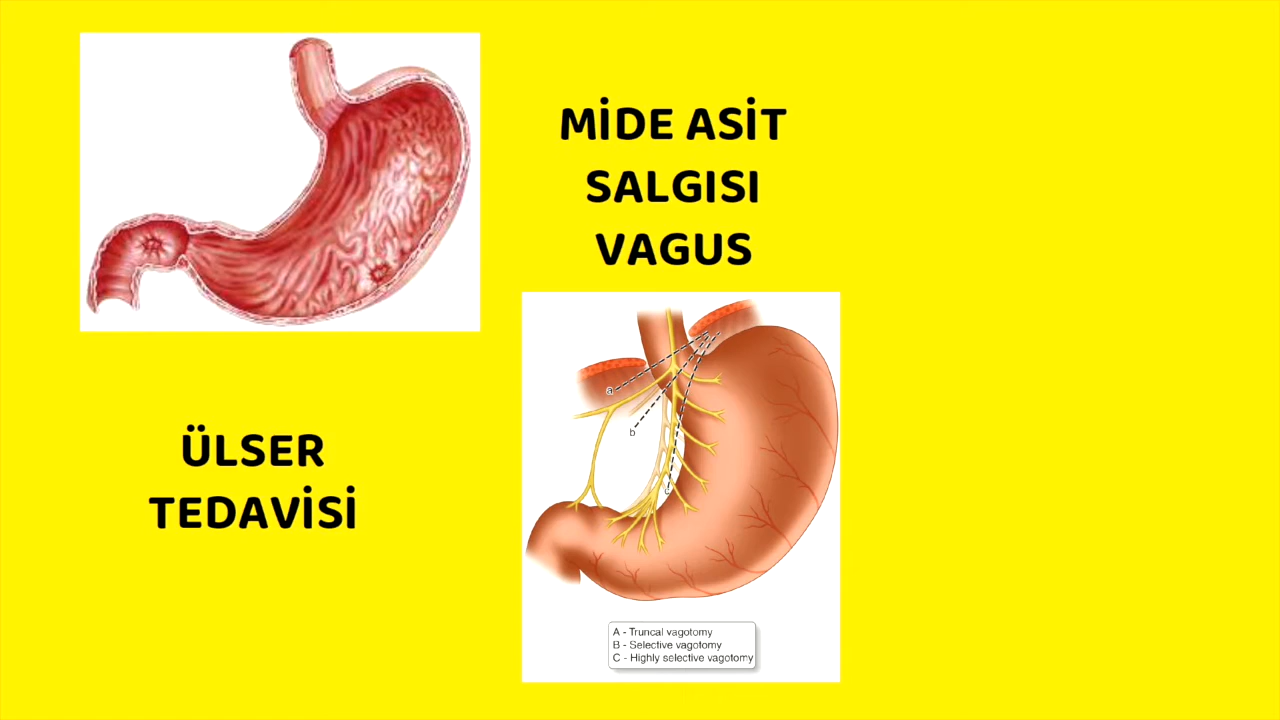 MİDE ASİT
SALGISI
VAGUS
ÜLSER
TEDAVİSİ
a
b
c
A - Truncal vagotomy
B - Selective vagotomy
C - Highly selective vagotomy